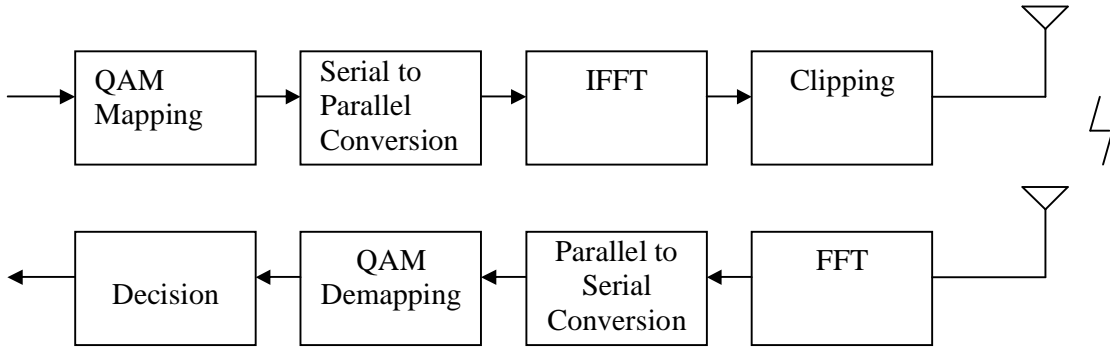 QAM
Mapping
Serial to
Parallel
Conversion
IFFT
Clipping
Decision
QAM
Demapping
Parallel to
Serial
Conversion
FFT